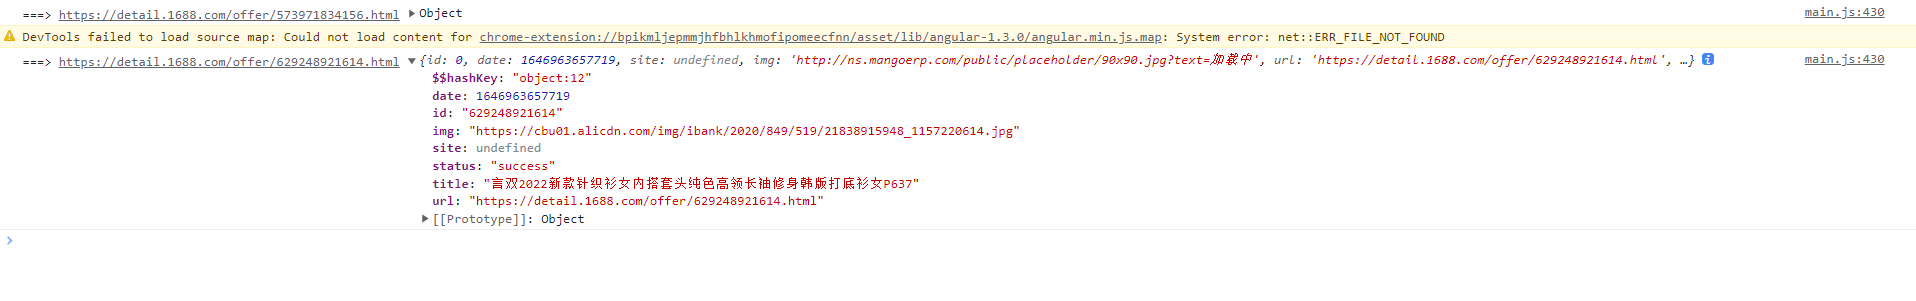 ===> https://detail.1688.com/offer/573971834156.html ▶Object main.js:430
DevTools failed to load source map: Could not load content for chrome-extension://bpikmljepmmjhfbhlkhmofipomeecfnn/asset/lib/angular-1.3.0/angular.min.js.map: System error: net::ERR_FILE_NOT_FOUND
===> https://detail.1688.com/offer/629248921614.html ▼{id: 0, date: 1646963657719, site: undefined, img: 'http://ns.mangoerp.com/public/placeholder/90x90.jpg?text=加载中', url: 'https://detail.1688.com/offer/629248921614.html', …} i main.js:430
$$hashKey: "object:12"
date: 1646963657719
id: "629248921614"
img: "https://cbu01.alicdn.com/img/ibank/2020/849/519/21838915948_1157220614.jpg"
site: undefined
status: "success"
title: "言双2022新款针织衫女内搭套头纯色高领长袖修身韩版打底衫女P637"
url: "https://detail.1688.com/offer/629248921614.html"
▶[[Prototype]]: Object
>